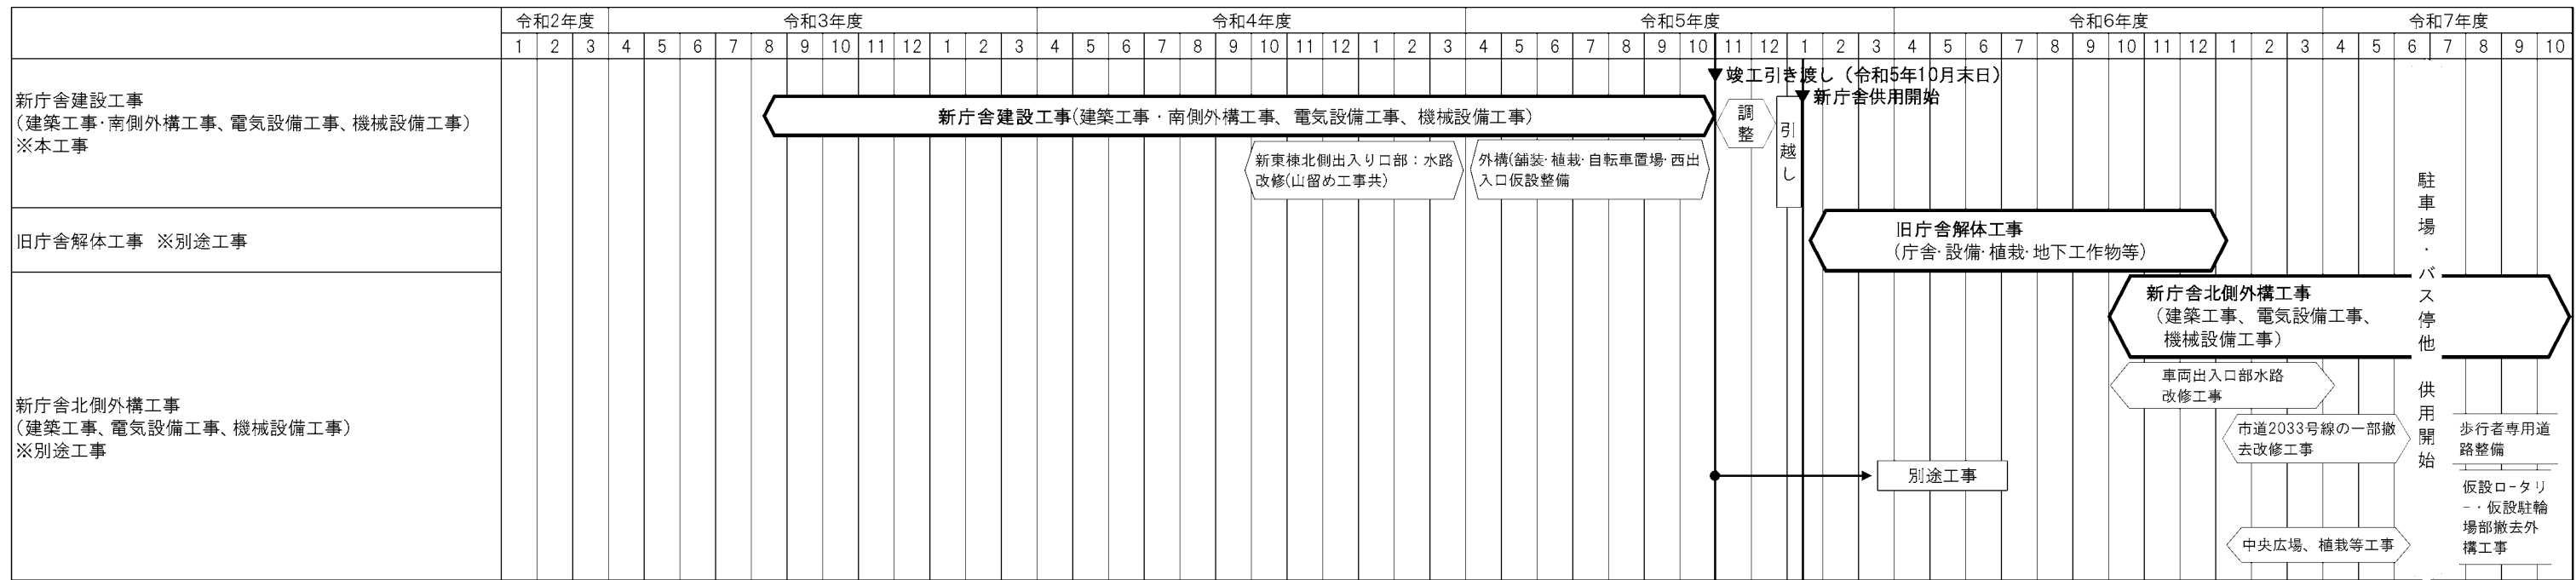 令和2年度 令和3年度 令和4年度 令和5年度 令和6年度 令和7年度
1 2 3 4 5 6 7 8 9 10 11 12 1 2 3 4 5 6 7 8 9 10 11 12 1 2 3 4 5 6 7 8 9 10 11 12 1 2 3 4 5 6 7 8 9 10 11 12 1 2 3 4 5 6 7 8 9 10
新庁舎建設工事
(建築工事・南側外構工事、電気設備工事、機械設備工事)
※本工事
▼竣工引き渡し(令和5年10月末日)
▼新庁舎供用開始
新庁舎建設工事(建築工事・南側外構工事、電気設備工事、機械設備工事)
調整
引越し
新東棟北側出入り口部:水路
改修(山留め工事共)
外構(舗装・植栽・自転車置場・西出
入口仮設整備
旧庁舎解体工事 ※別途工事
旧庁舎解体工事
(庁舎・設備・植栽・地下工作物等)
新庁舎北側外構工事
(建築工事、電気設備工事、機械設備工事)
※別途工事
新庁舎北側外構工事
(建築工事、電気設備工事、
機械設備工事)
駐車場・バス停他 供用開始
車両出入口部水路
改修工事
市道2033号線の一部撤
去改修工事
歩行者専用道
路整備
別途工事
仮設ロータリ
ー・仮設駐輪
場部撤去外
構工事
中央広場、植栽等工事